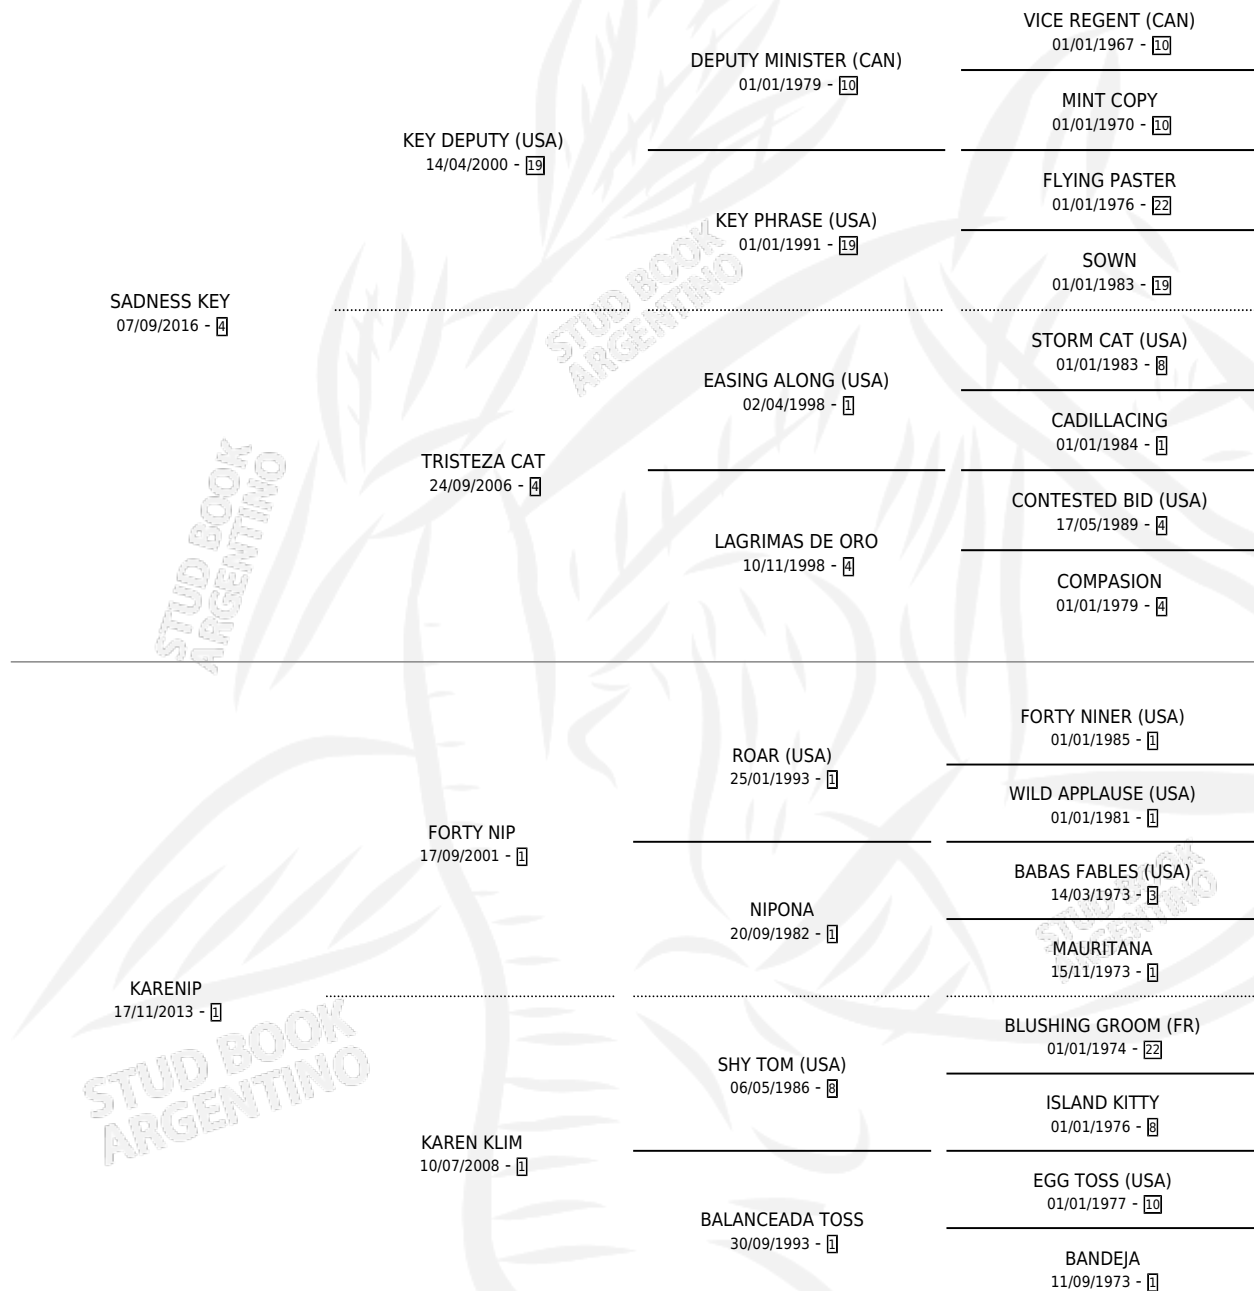 VICE REGENT (CAN)
01/01/1967 - 10
DEPUTY MINISTER (CAN)
01/01/1979 - 10
MINT COPY
01/01/1970 - 10
KEY DEPUTY (USA)
14/04/2000 - 19
FLYING PASTER
01/01/1976 - 22
KEY PHRASE (USA)
01/01/1991 - 19
SOWN
01/01/1983 - 19
SADNESS KEY
07/09/2016 - 4
STORM CAT (USA)
01/01/1983 - 8
EASING ALONG (USA)
02/04/1998 - 1
CADILLACING
01/01/1984 - 1
TRISTEZA CAT
24/09/2006 - 4
CONTESTED BID (USA)
17/05/1989 - 4
LAGRIMAS DE ORO
10/11/1998 - 4
COMPASION
01/01/1979 - 4
FORTY NINER (USA)
01/01/1985 - 1
ROAR (USA)
25/01/1993 - 1
WILD APPLAUSE (USA)
01/01/1981 - 1
FORTY NIP
17/09/2001 - 1
BABAS FABLES (USA)
14/03/1973 - 3
NIPONA
20/09/1982 - 1
MAURITANA
15/11/1973 - 1
KARENIP
17/11/2013 - 1
BLUSHING GROOM (FR)
01/01/1974 - 22
SHY TOM (USA)
06/05/1986 - 8
ISLAND KITTY
01/01/1976 - 8
KAREN KLIM
10/07/2008 - 1
EGG TOSS (USA)
01/01/1977 - 10
BALANCEADA TOSS
30/09/1993 - 1
BANDEJA
11/09/1973 - 1
STUD BOOK
ARGENTINO
STUD BOOK
ARGENTINO
STUD BOOK
ARGENTINO
STUD BOOK
ARGENTINO